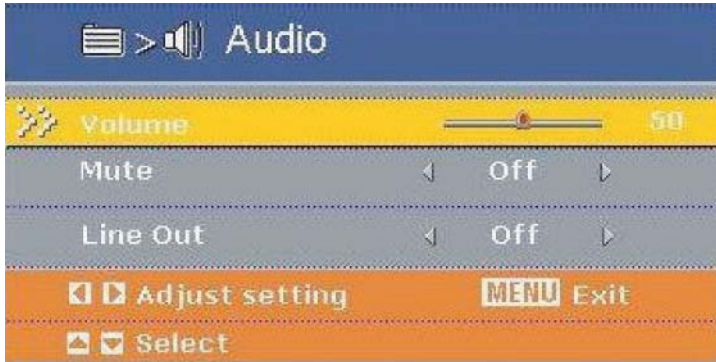 > Audio
Volume 50
Mute Off
Line Out Off
Adjust setting MENU Exit
Select